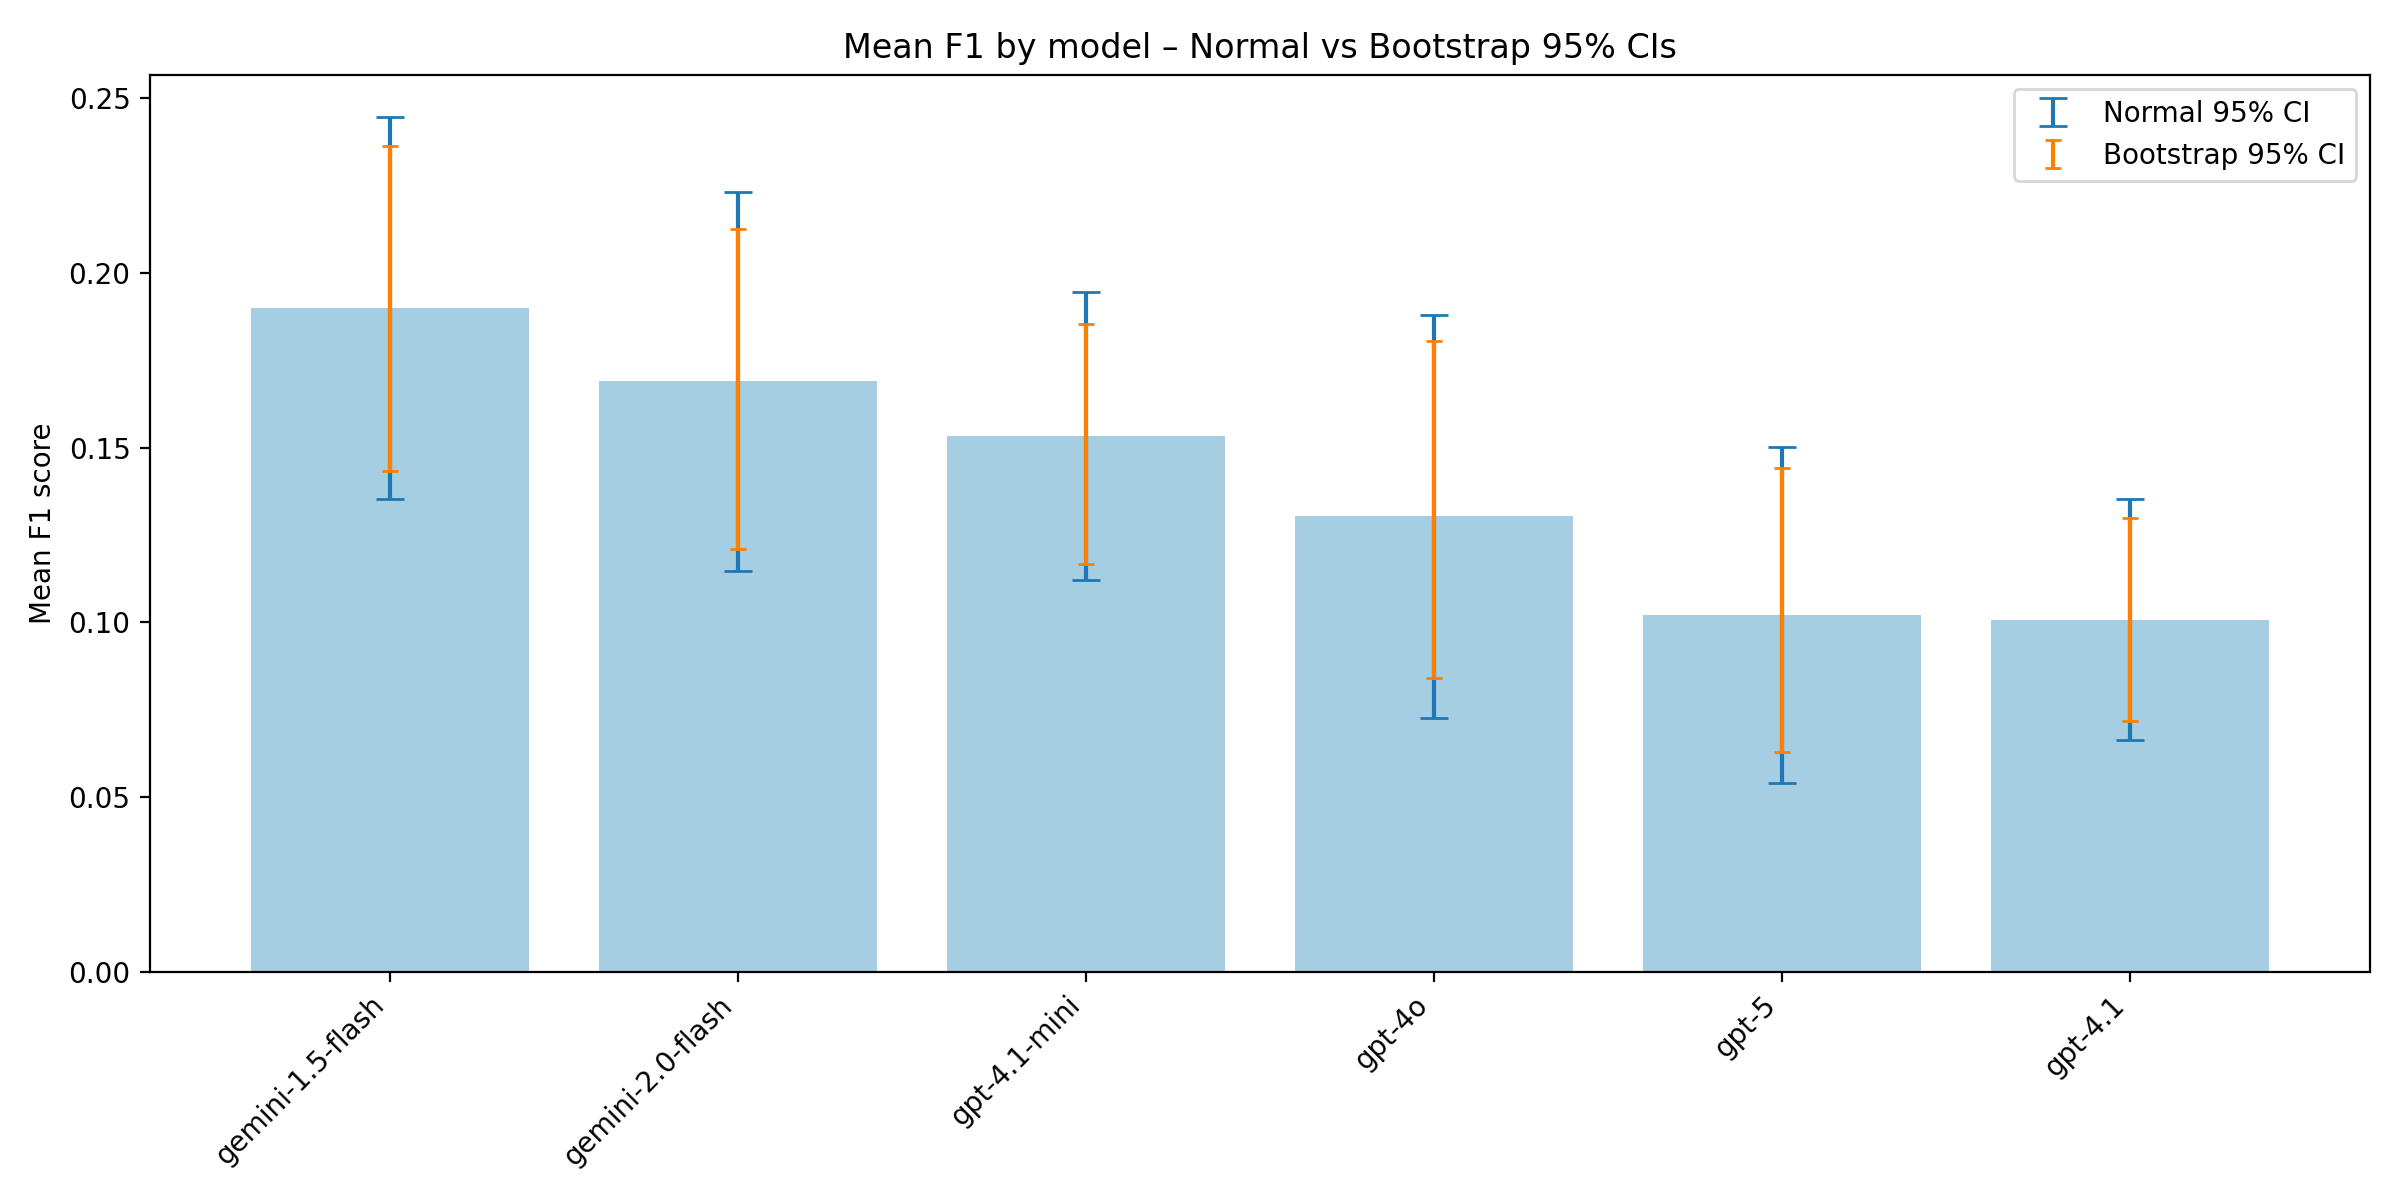 Mean F1 by model – Normal vs Bootstrap 95% CIs
Normal 95% CI
Bootstrap 95% CI
Mean F1 score
0.25
0.20
0.15
0.10
0.05
0.00
gemini-1.5-flash
gemini-2.0-flash
gpt-4.1-mini
gpt-4o
gpt-5
gpt-4.1